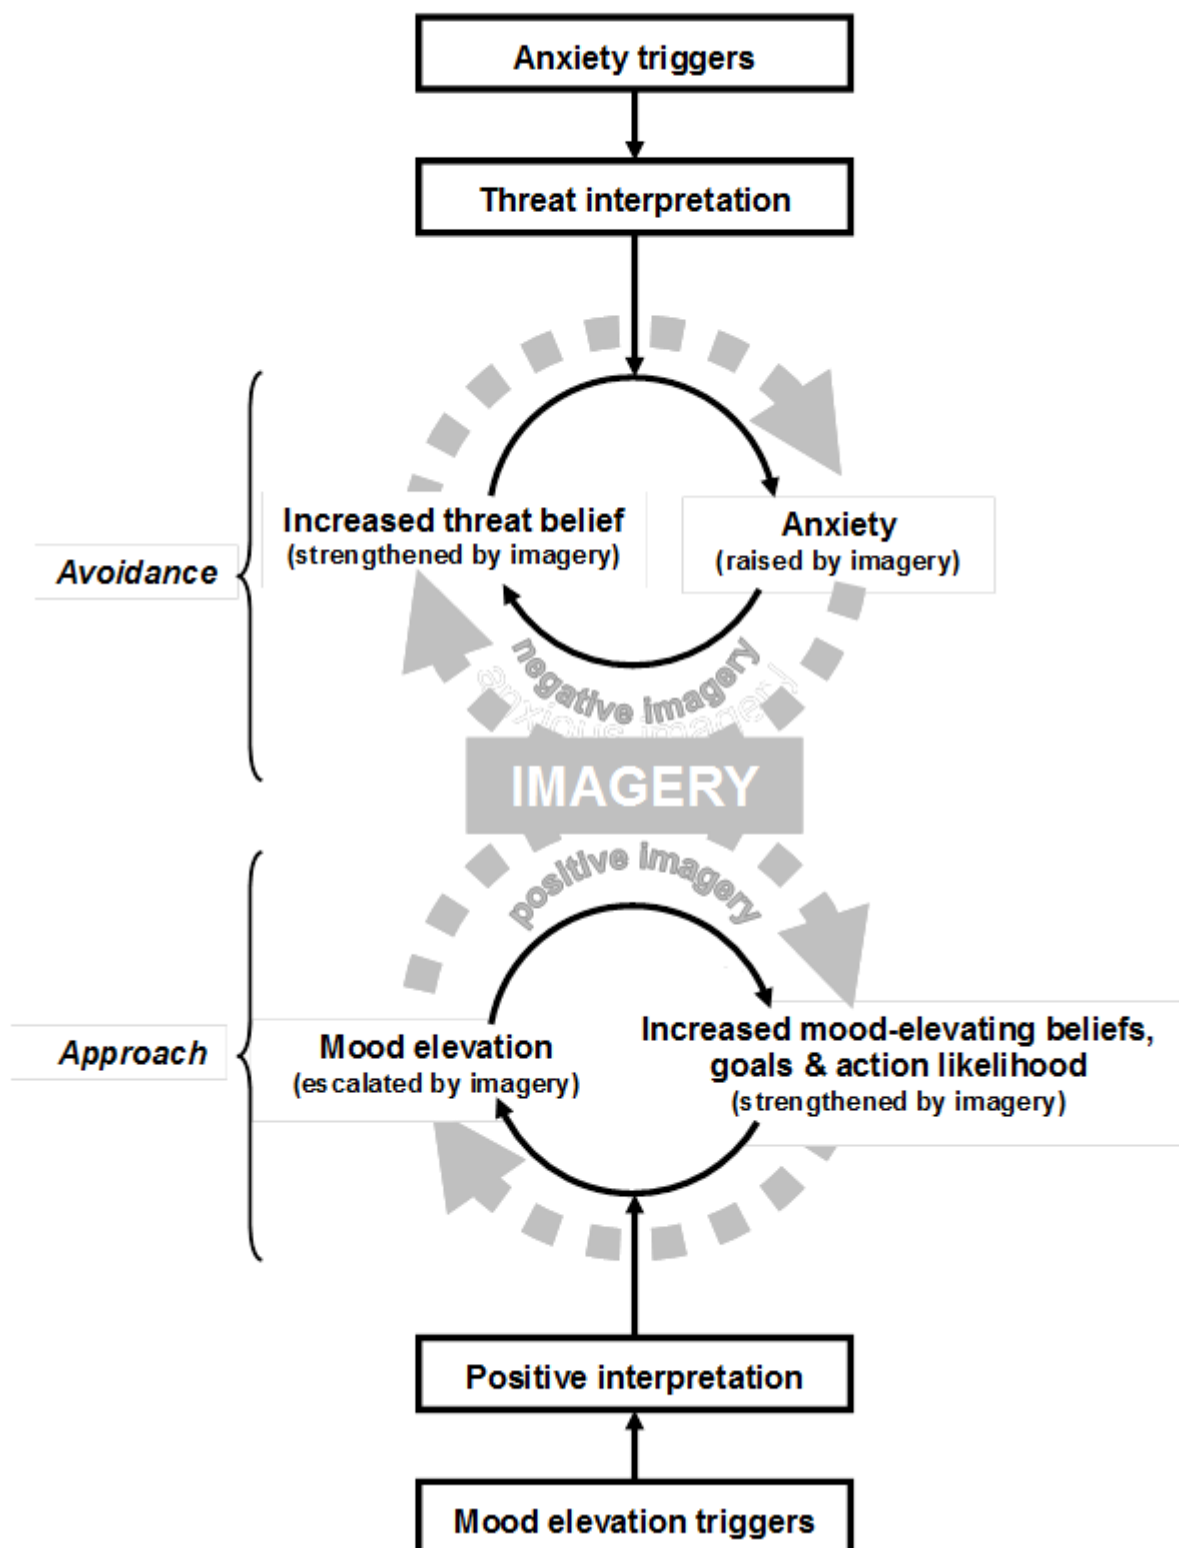 Anxiety triggers
Threat interpretation
Increased threat belief
(strengthened by imagery)
Anxiety
(raised by imagery)
Avoidance
negative imagery
anxious imagery
IMAGERY
positive imagery
Approach
Mood elevation
(escalated by imagery)
Increased mood-elevating beliefs,
goals & action likelihood
(strengthened by imagery)
Positive interpretation
Mood elevation triggers